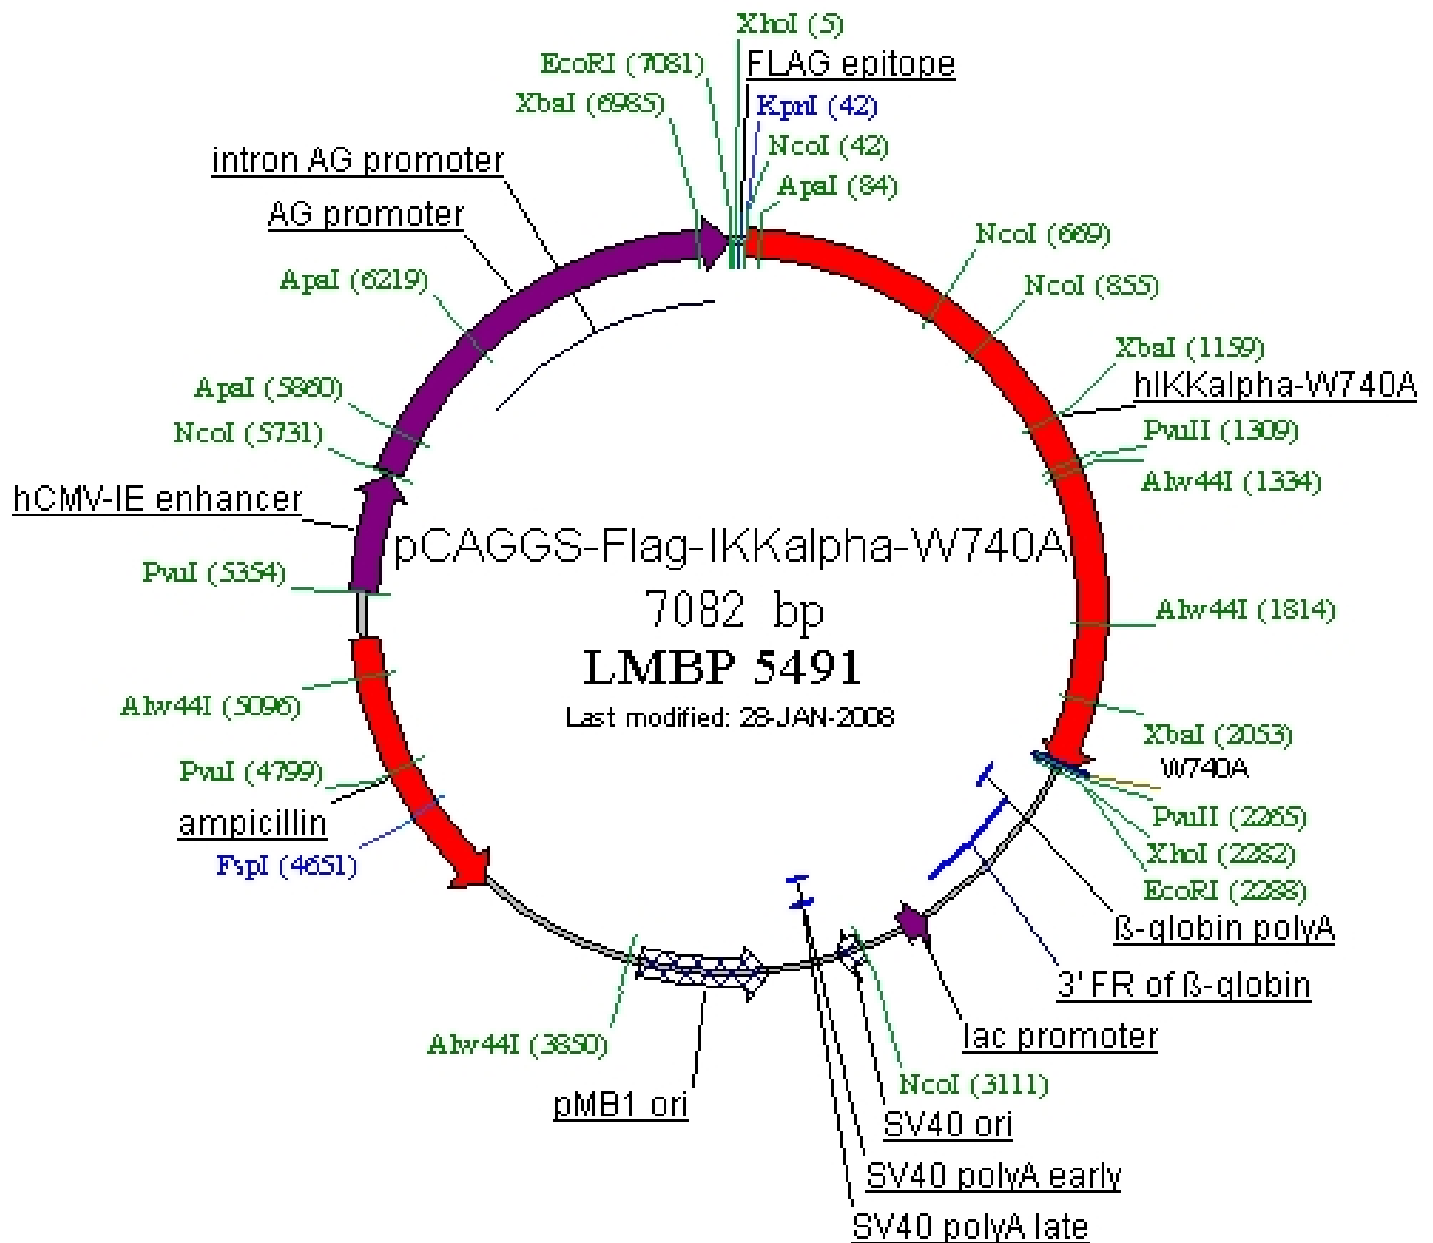 XhoI (5)
EcoRI (7081)
FLAG epitope
XbaI (6985)
KpnI (42)
NcoI (42)
intron AG promoter
ApaI (84)
AG promoter
NcoI (669)
ApaI (6219)
NcoI (855)
XbaI (1159)
ApaI (5860)
hIKKalpha-W740A
NcoI (5731)
PvuII (1309)
Alw44I (1334)
hCMV-IE enhancer
pCAGGS-Flag-IKKalpha-W740A
PvuI (5354)
7082 bp
Alw44I (1814)
LMBP 5491
Alw44I (5096)
Last modified: 28-JAN-2008
XbaI (2053)
PvuI (4799)
W740A
ampicillin
PvuII (2265)
FspI (4651)
XhoI (2282)
EcoRI (2288)
ß-globin polyA
3' FR of ß-globin
Alw44I (3850)
lac promoter
NcoI (3111)
pMB1 ori
SV40 ori
SV40 polyA early
SV40 polyA late